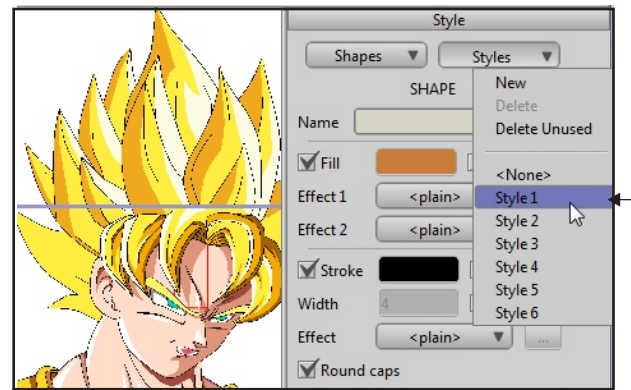 Style
Shapes Styles
SHAPE
Name
Fill
Effect 1 <plain>
Effect 2 <plain>
Stroke
Width 4
Effect <plain> ...
Round caps
New
Delete
Delete Unused
<None>
Style 1
Style 2
Style 3
Style 4
Style 5
Style 6